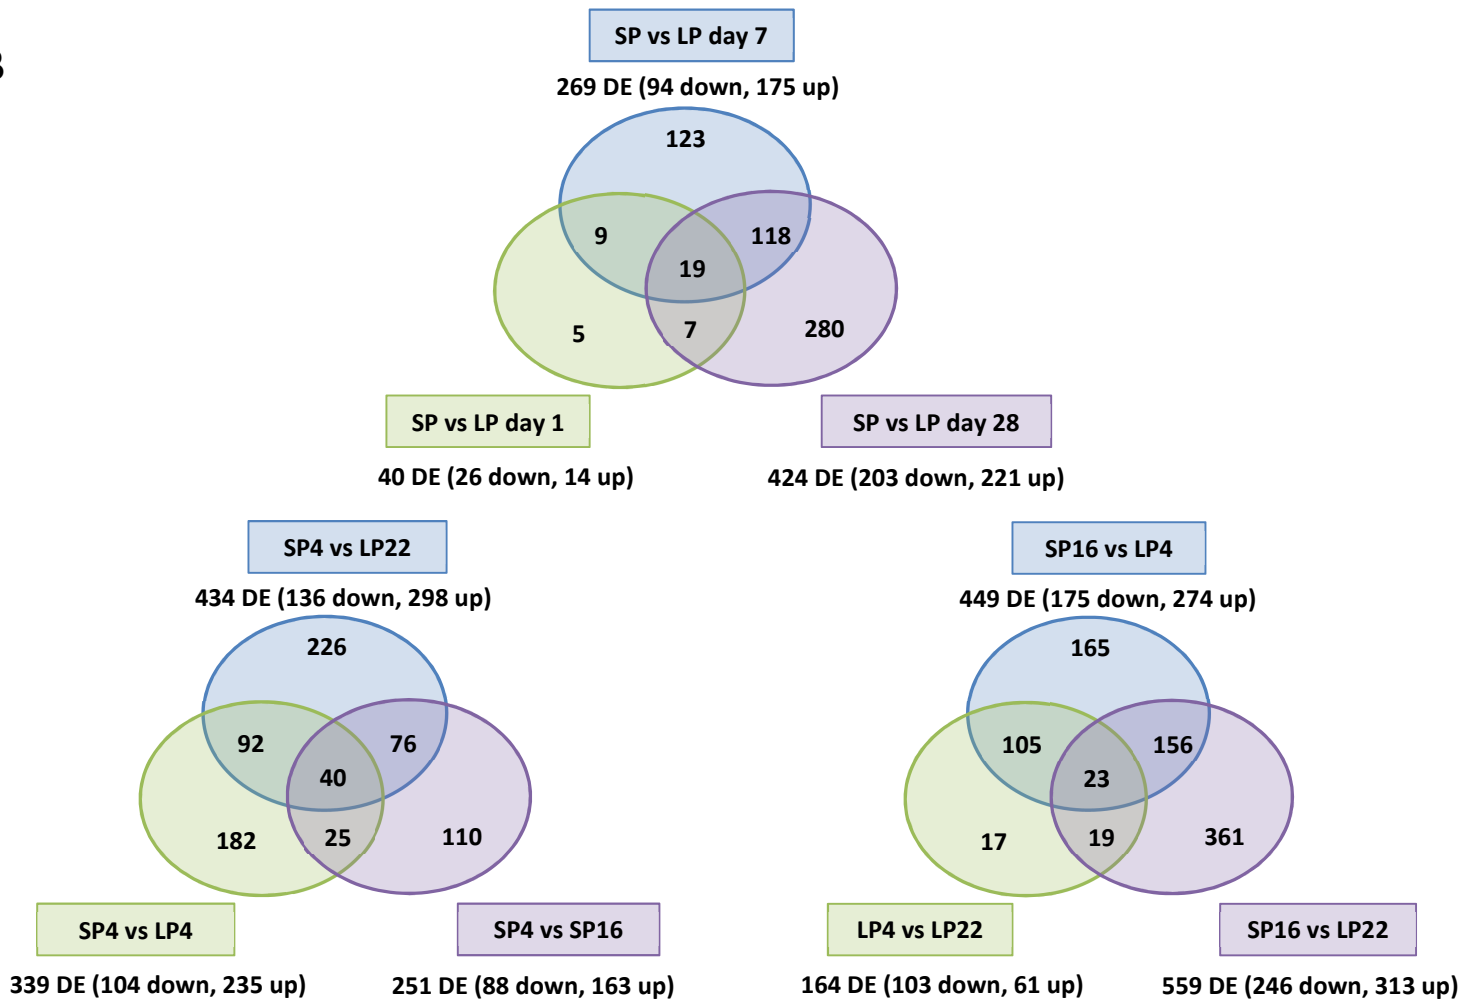 B
SP vs LP day 7
269 DE (94 down, 175 up)
123
9
118
19
5
7
280
SP vs LP day 1
SP vs LP day 28
40 DE (26 down, 14 up)
424 DE (203 down, 221 up)
SP4 vs LP22
434 DE (136 down, 298 up)
226
92
76
40
182
25
110
SP4 vs LP4
SP4 vs SP16
339 DE (104 down, 235 up)
251 DE (88 down, 163 up)
SP16 vs LP4
449 DE (175 down, 274 up)
165
105
156
23
17
19
361
LP4 vs LP22
SP16 vs LP22
164 DE (103 down, 61 up)
559 DE (246 down, 313 up)